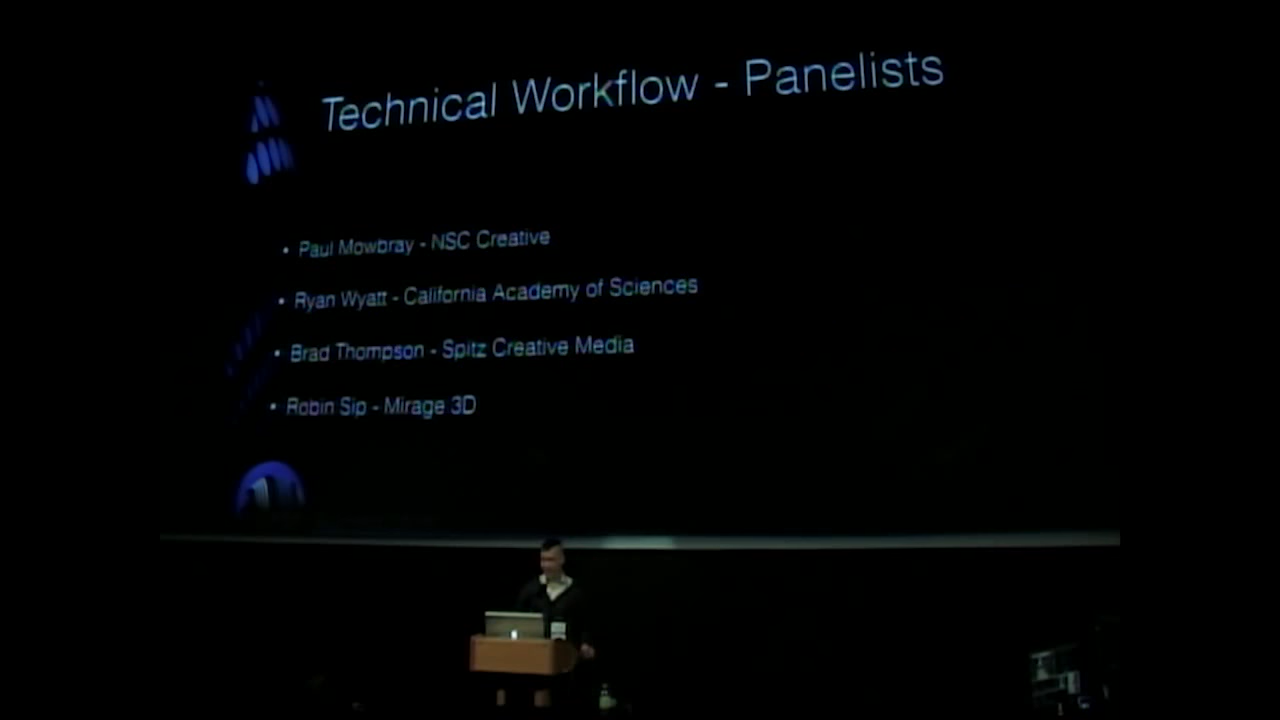 Technical Workflow - Panelists
• Paul Mowbray - NSC Creative
• Ryan Wyatt - California Academy of Sciences
• Brad Thompson - Spitz Creative Media
• Robin Sip - Mirage 3D